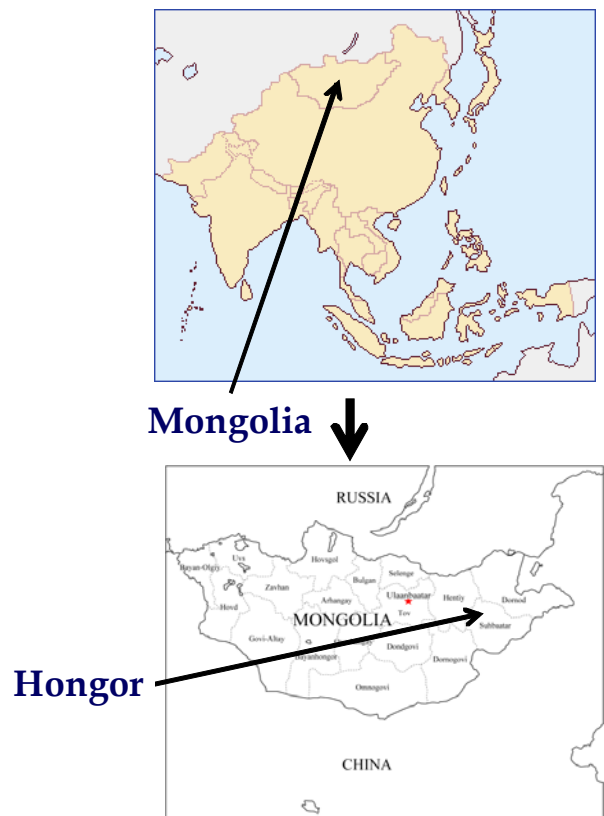 Mongolia
RUSSIA
Uvs
Bayan-Olgiy
Hovsgol
Selenge
Bulgan
Zavhan
Ulaanbaatar
Hentiy
Dornod
Arhangay
Hovd
Tov
MONGOLIA
Suhbaatar
Govi-Altay
Dondgovi
Bayanhongor
Dornogovi
Hongor
Omnogovi
CHINA